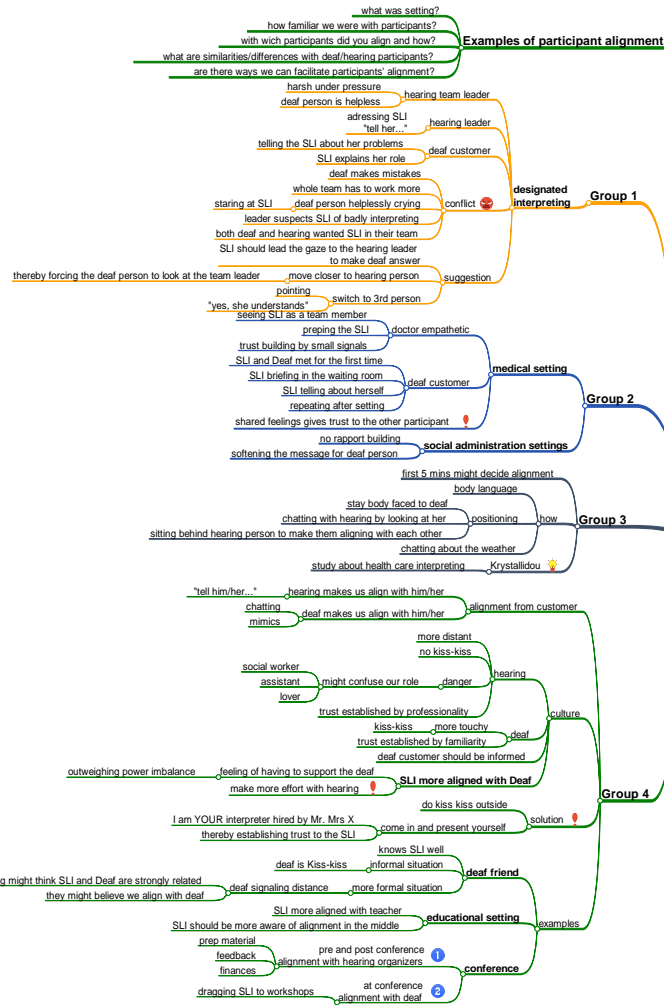 what was setting?
how familiar we were with participants?
with wich participants did you align and how?
what are similarities/differences with deaf/hearing participants?
are there ways we can facilitate participants' alignment?
Examples of participant alignment
harsh under pressure
deaf person is helpless
hearing team leader
adressing SLI
"tell her..."
hearing leader
telling the SLI about her problems
SLI explains her role
deaf customer
deaf makes mistakes
whole team has to work more
staring at SLI
deaf person helplessly crying
leader suspects SLI of badly interpreting
both deaf and hearing wanted SLI in their team
conflict
SLI should lead the gaze to the hearing leader
to make deaf answer
thereby forcing the deaf person to look at the team leader
move closer to hearing person
pointing
"yes, she understands"
switch to 3rd person
suggestion
designated
interpreting
Group 1
seeing SLI as a team member
preping the SLI
trust building by small signals
doctor empathetic
SLI and Deaf met for the first time
SLI briefing in the waiting room
SLI telling about herself
repeating after setting
deaf customer
shared feelings gives trust to the other participant
medical setting
no rapport building
softening the message for deaf person
social administration settings
Group 2
first 5 mins might decide alignment
body language
stay body faced to deaf
chatting with hearing by looking at her
sitting behind hearing person to make them aligning with each other
positioning
chatting about the weather
how
study about health care interpreting
Krystallidou
Group 3
"tell him/her..."
hearing makes us align with him/her
chatting
mimics
deaf makes us align with him/her
alignment from customer
more distant
no kiss-kiss
social worker
assistant
lover
might confuse our role
danger
trust established by professionality
hearing
kiss-kiss
more touchy
trust established by familiarity
deaf
deaf customer should be informed
outweighing power imbalance
feeling of having to support the deaf
make more effort with hearing
SLI more aligned with Deaf
culture
do kiss kiss outside
I am YOUR interpreter hired by Mr. Mrs X
thereby establishing trust to the SLI
come in and present yourself
solution
Group 4
knows SLI well
deaf is Kiss-kiss
informal situation
g might think SLI and Deaf are strongly related
they might believe we align with deaf
deaf signaling distance
more formal situation
deaf friend
SLI more aligned with teacher
SLI should be more aware of alignment in the middle
educational setting
examples
prep material
feedback
finances
pre and post conference
alignment with hearing organizers
1
dragging SLI to workshops
at conference
alignment with deaf
2
conference